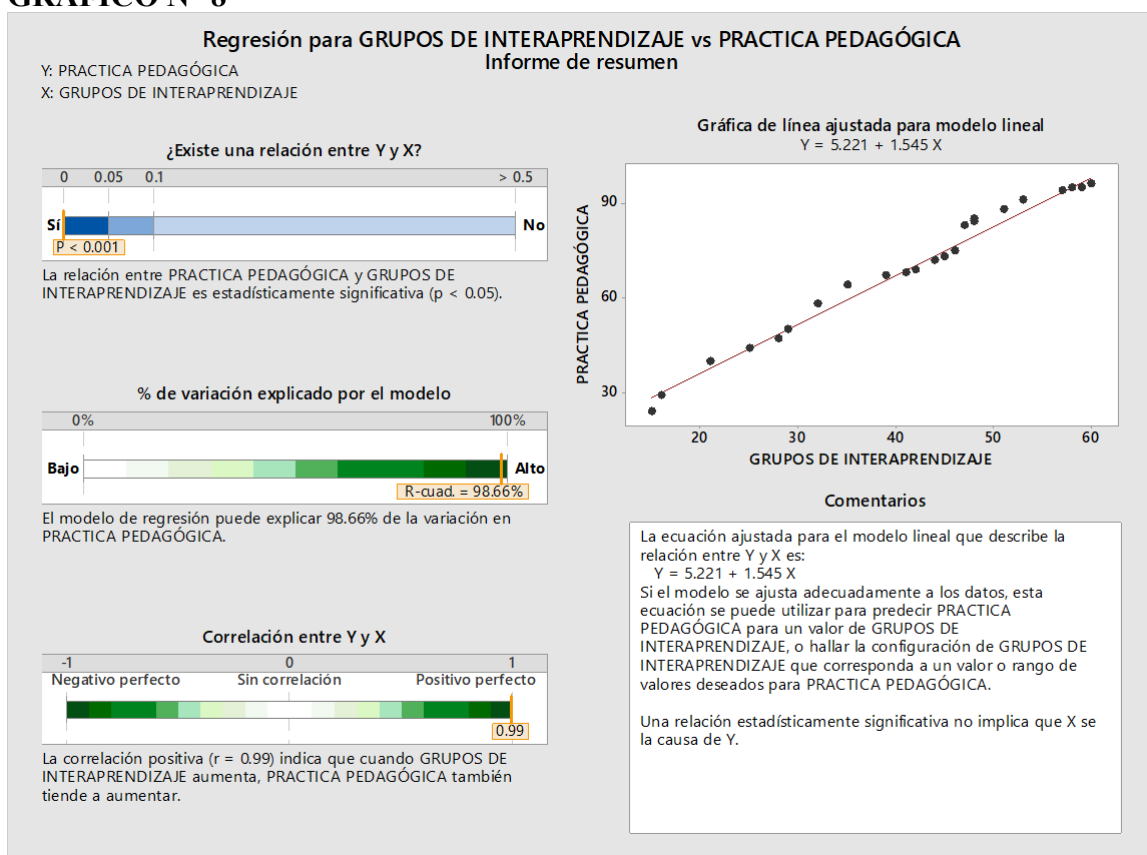 GRÁFICO N° 8
Regresión para GRUPOS DE INTERAPRENDIZAJE vs PRACTICA PEDAGÓGICA
Informe de resumen
Y: PRACTICA PEDAGÓGICA
X: GRUPOS DE INTERAPRENDIZAJE
¿Existe una relación entre Y y X?
0 0.05 0.1 > 0.5
Sí No
P < 0.001
La relación entre PRACTICA PEDAGÓGICA y GRUPOS DE
INTERAPRENDIZAJE es estadísticamente significativa (p < 0.05).
% de variación explicado por el modelo
0% 100%
Bajo Alto
R-cuad. = 98.66%
El modelo de regresión puede explicar 98.66% de la variación en
PRACTICA PEDAGÓGICA.
Correlación entre Y y X
-1 0 1
Negativo perfecto Sin correlación Positivo perfecto
0.99
La correlación positiva (r = 0.99) indica que cuando GRUPOS DE
INTERAPRENDIZAJE aumenta, PRACTICA PEDAGÓGICA también
tiende a aumentar.
Gráfica de línea ajustada para modelo lineal
Y = 5.221 + 1.545 X
PRACTICA PEDAGÓGICA
90
60
30
20 30 40 50 60
GRUPOS DE INTERAPRENDIZAJE
Comentarios
La ecuación ajustada para el modelo lineal que describe la
relación entre Y y X es:
Y = 5.221 + 1.545 X
Si el modelo se ajusta adecuadamente a los datos, esta
ecuación se puede utilizar para predecir PRACTICA
PEDAGÓGICA para un valor de GRUPOS DE
INTERAPRENDIZAJE, o hallar la configuración de GRUPOS DE
INTERAPRENDIZAJE que corresponda a un valor o rango de
valores deseados para PRACTICA PEDAGÓGICA.
Una relación estadísticamente significativa no implica que X se
la causa de Y.